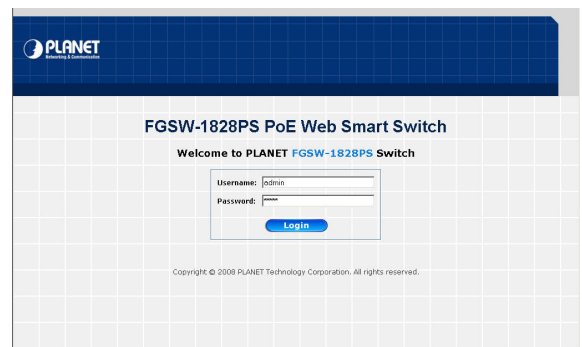 PLANET
Networking & Communication
FGSW-1828PS PoE Web Smart Switch
Welcome to PLANET FGSW-1828PS Switch
Username: admin
Password: *****
Login
Copyright © 2008 PLANET Technology Corporation. All rights reserved.